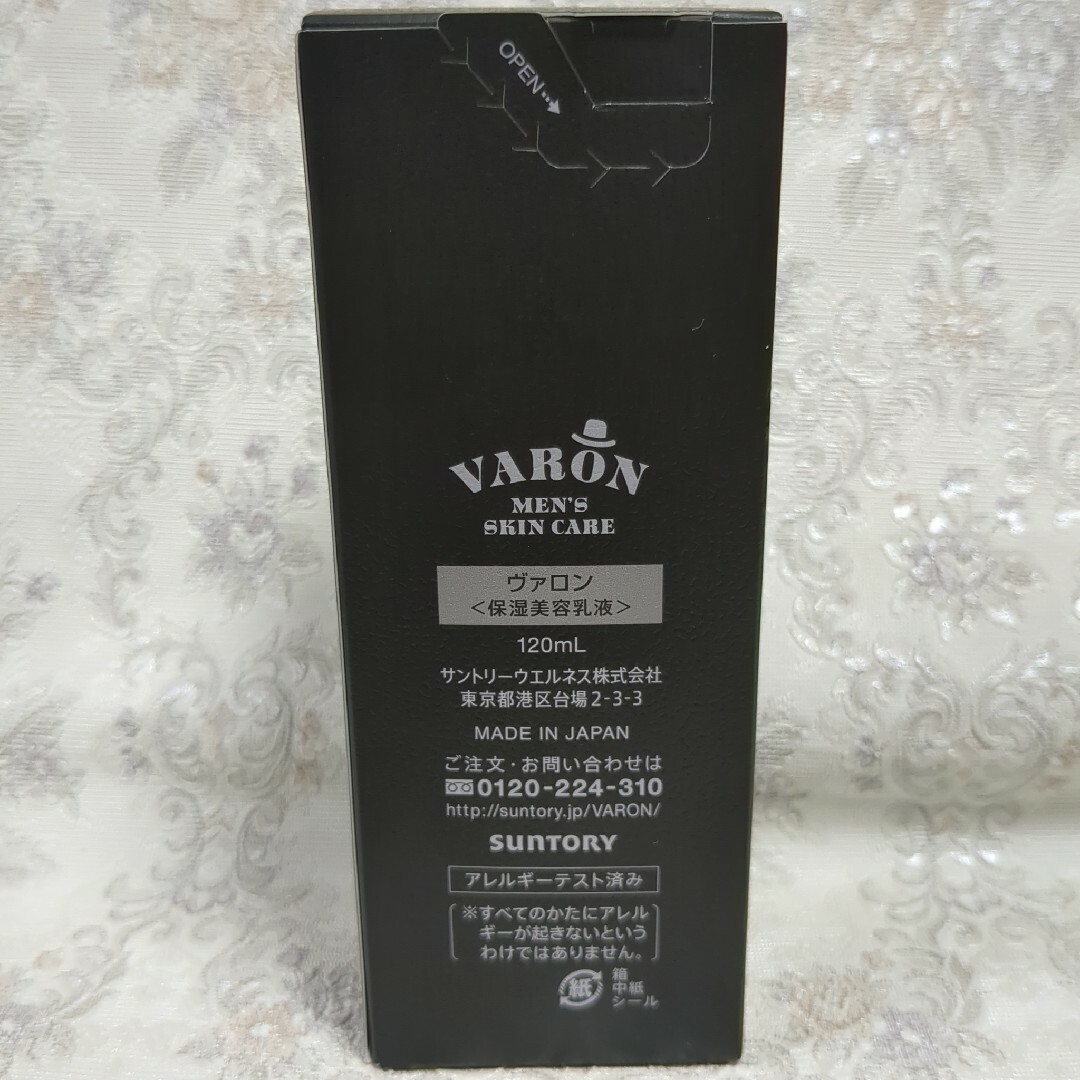 OPEN
VARON
MEN'S
SKIN CARE
ヴァロン
<保湿美容乳液>
120mL
サントリーウエルネス株式会社
東京都港区台場2-3-3
MADE IN JAPAN
ご注文・お問い合わせは
0120-224-310
http://suntory.jp/VARON/
SUNTORY
アレルギーテスト済み
※すべてのかたにアレル
ギーが起きないという
わけではありません。
紙
箱
中紙
シール